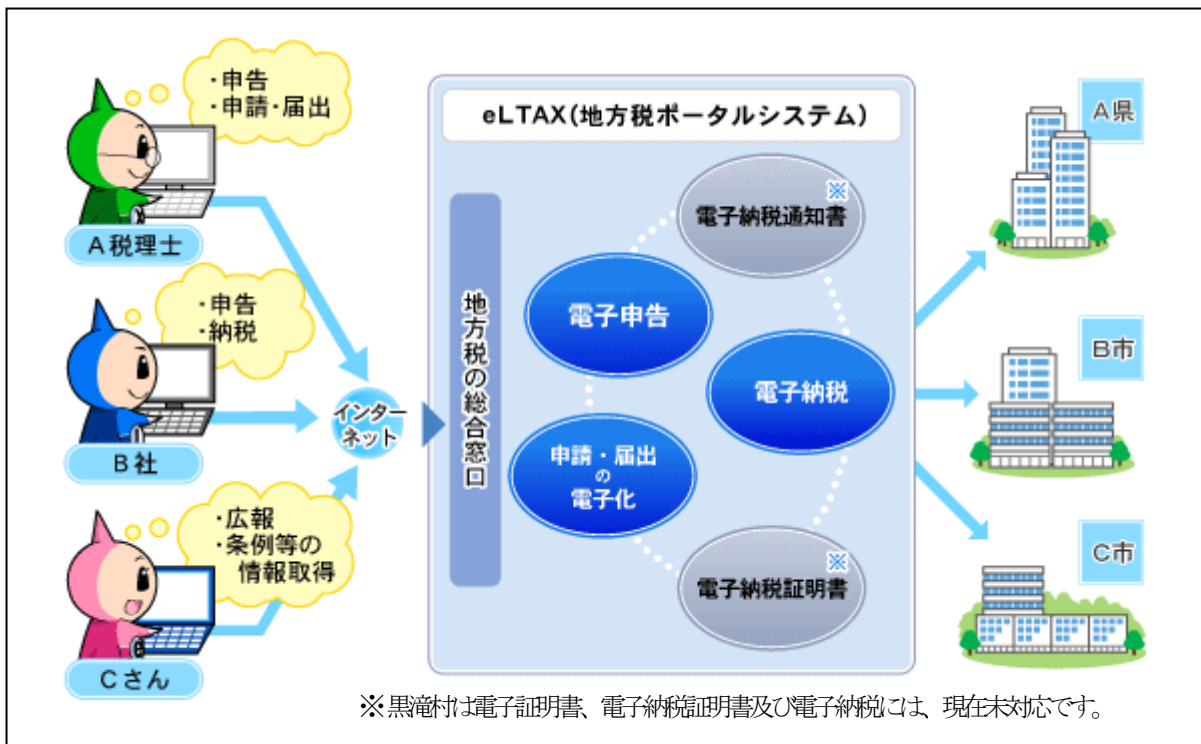 ・申告
・申請・届出
A税理士
・申告
・納税
B社
・広報
・条例等の
情報取得
Cさん
インター
ネット
eLTAX(地方税ポータルシステム)
地方税の総合窓口
※
電子納税通知書
電子申告
電子納税
申請・届出
の
電子化
※
電子納税証明書
A県
B市
C市
※黒滝村は電子証明書、電子納税証明書及び電子納税には、現在未対応です。